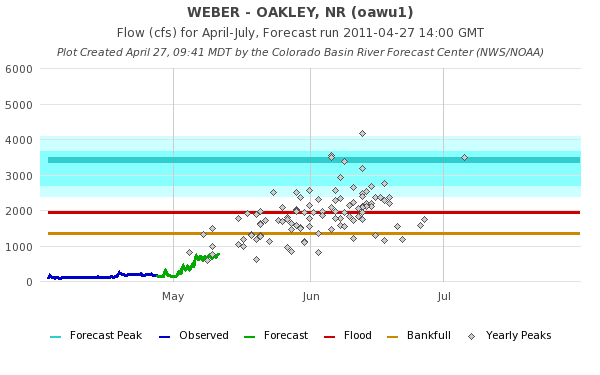 WEBER - OAKLEY, NR (oawu1)
Flow (cfs) for April-July, Forecast run 2011-04-27 14:00 GMT
Plot Created April 27, 09:41 MDT by the Colorado Basin River Forecast Center (NWS/NOAA)
6000
5000
4000
3000
2000
1000
0
May Jun Jul
Forecast Peak Observed Forecast Flood Bankfull Yearly Peaks